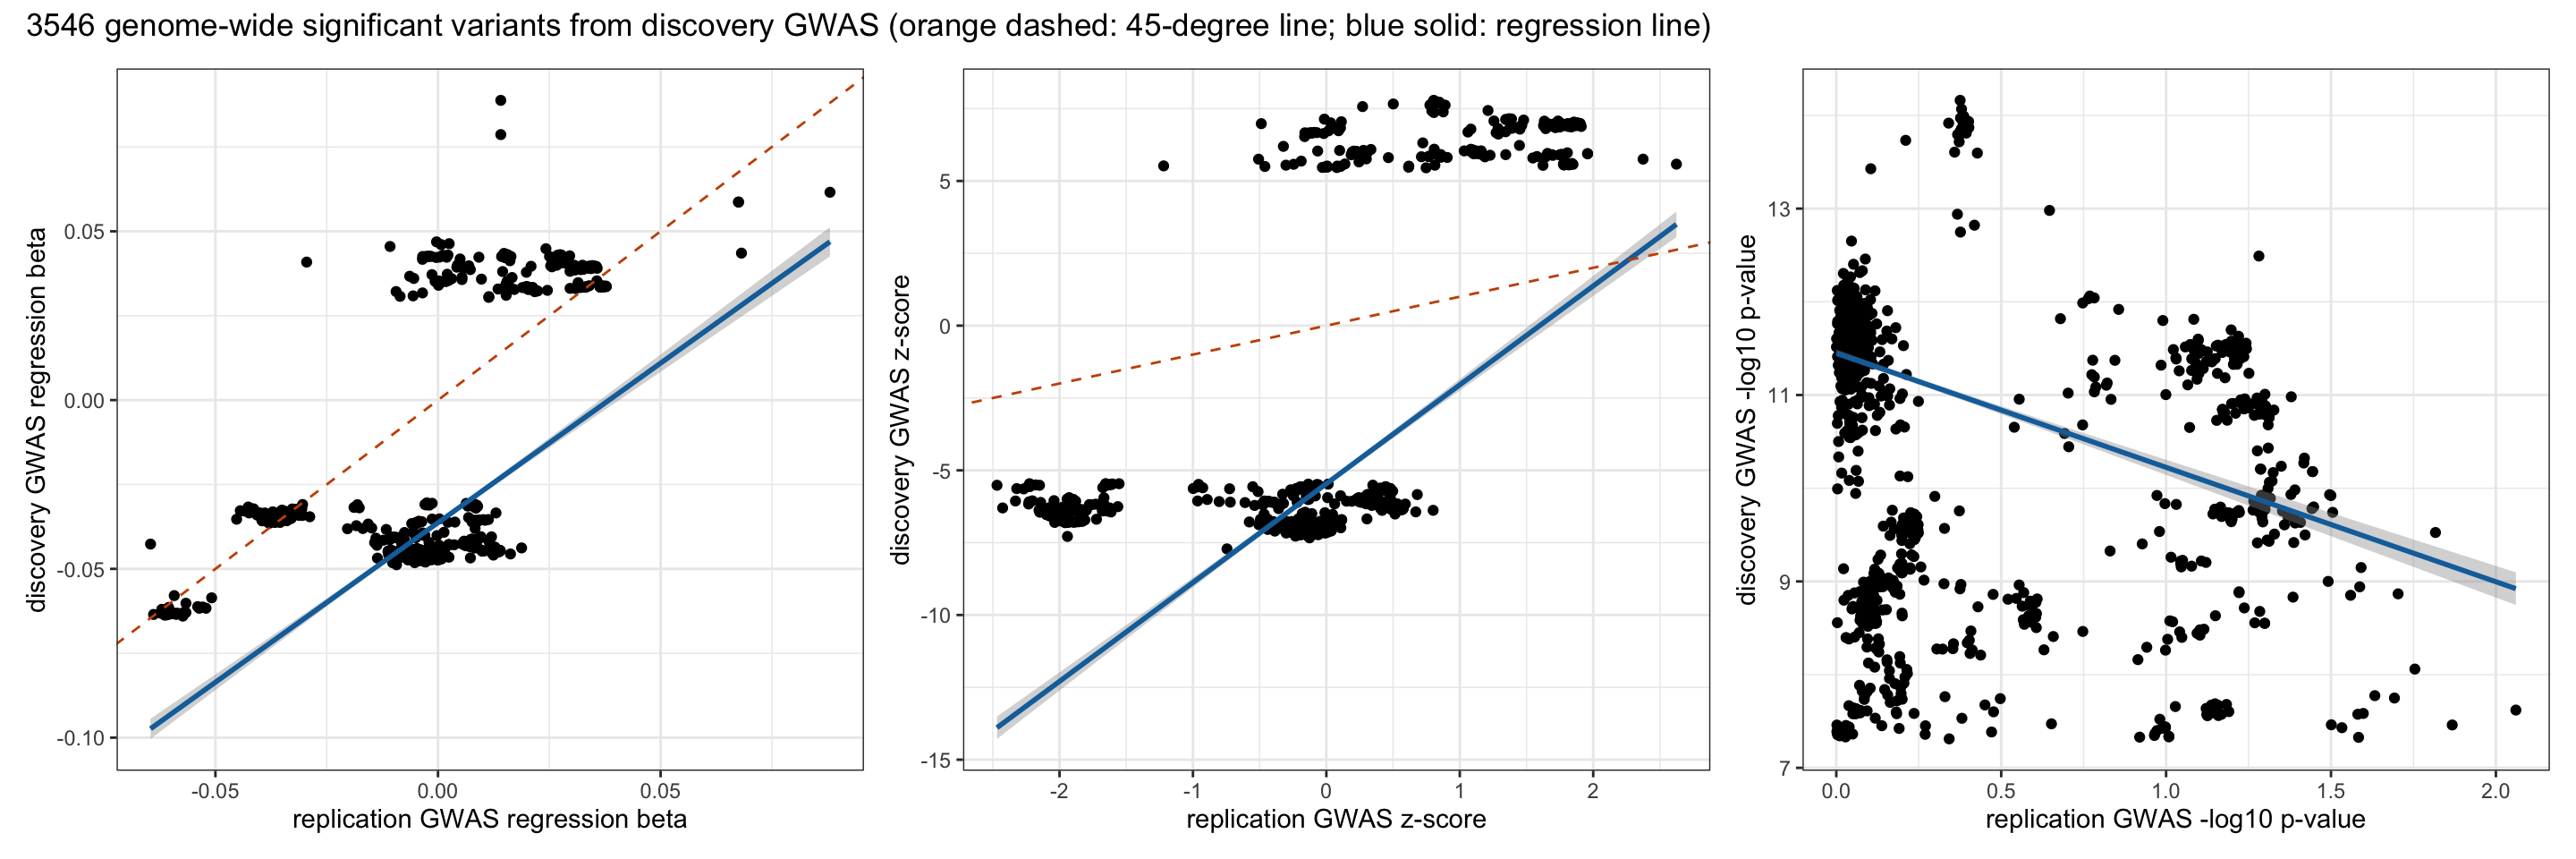 3546 genome-wide significant variants from discovery GWAS (orange dashed: 45-degree line; blue solid: regression line)
discovery GWAS regression beta
0.05
0.00
-0.05
-0.10
-0.05 0.00 0.05
replication GWAS regression beta
discovery GWAS z-score
5
0
-5
-10
-15
-2 -1 0 1 2
replication GWAS z-score
discovery GWAS -log10 p-value
13
11
9
7
0.0 0.5 1.0 1.5 2.0
replication GWAS -log10 p-value